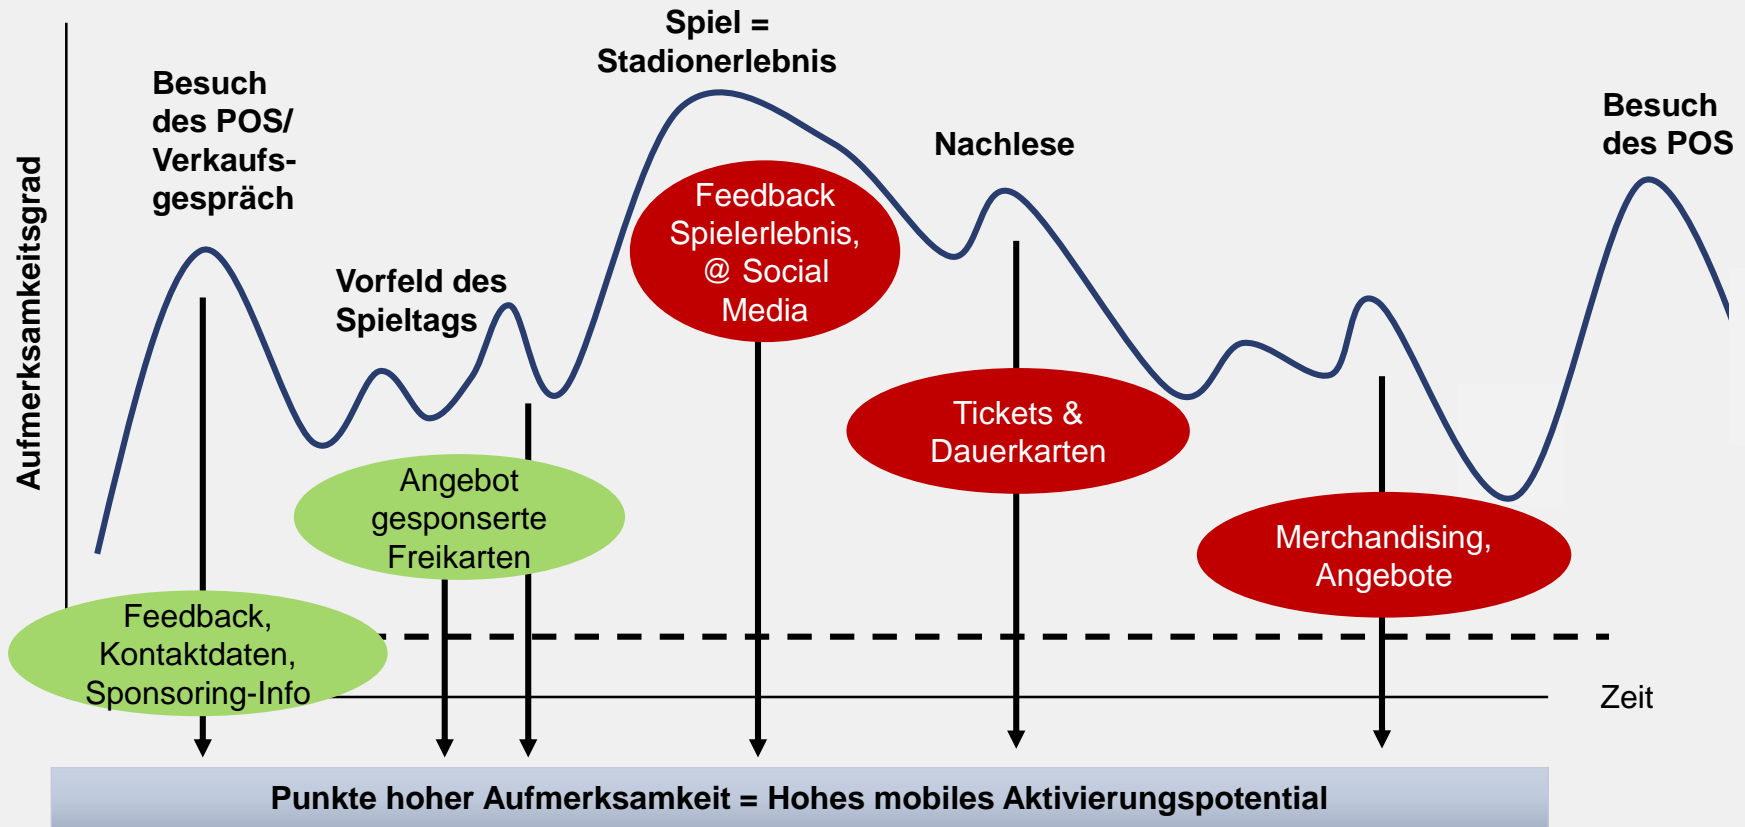 Spiel =
Stadionerlebnis
Besuch
des POS/
Verkaufs-
gespräch
Besuch
des POS
Nachlese
Aufmerksamkeitsgrad
Vorfeld des
Spieltags
Feedback
Spielerlebnis,
@ Social
Media
Tickets &
Dauerkarten
Angebot
gesponserte
Freikarten
Merchandising,
Angebote
Feedback,
Kontaktdaten,
Sponsoring-Info
Zeit
Punkte hoher Aufmerksamkeit = Hohes mobiles Aktivierungspotential